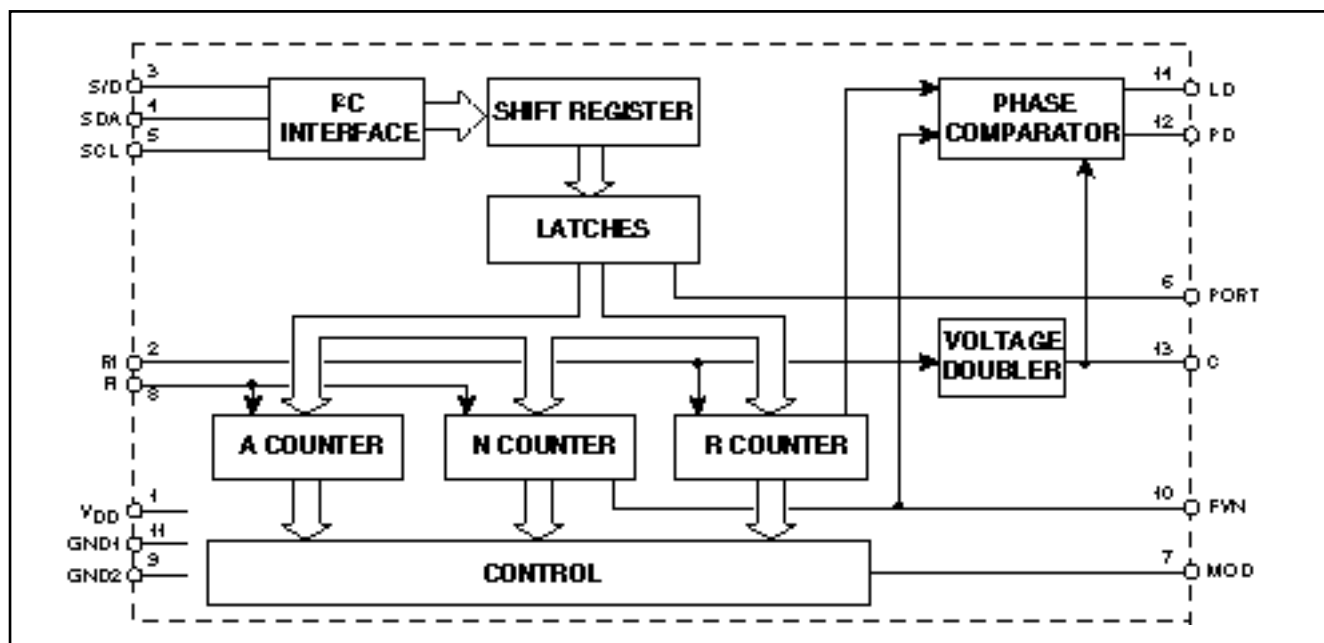 S/D 3
SDA 4
SCL 5
I²C
INTERFACE
SHIFT REGISTER
PHASE
COMPARATOR
14 LD
12 PD
LATCHES
6 PORT
RI 2
FI 8
VOLTAGE
DOUBLER
13 C
A COUNTER
N COUNTER
R COUNTER
VDD 1
GND1 11
GND2 9
10 FVN
CONTROL
7 MOD